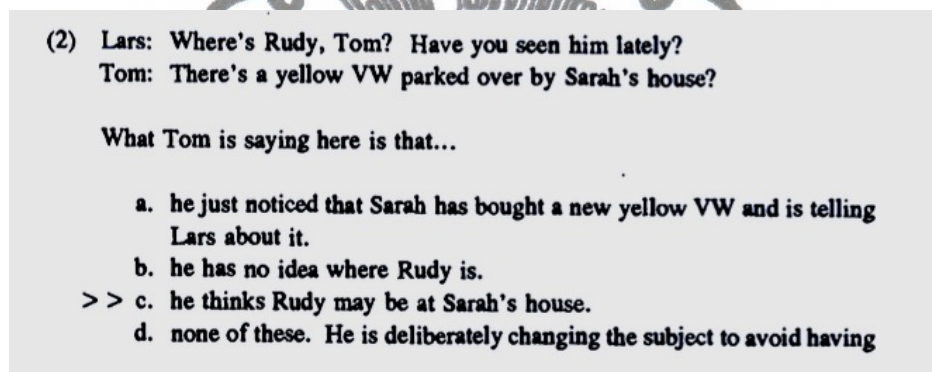 (2) Lars: Where's Rudy, Tom? Have you seen him lately?
Tom: There's a yellow VW parked over by Sarah's house?
What Tom is saying here is that...
a. he just noticed that Sarah has bought a new yellow VW and is telling
Lars about it.
b. he has no idea where Rudy is.
>> c. he thinks Rudy may be at Sarah's house.
d. none of these. He is deliberately changing the subject to avoid having